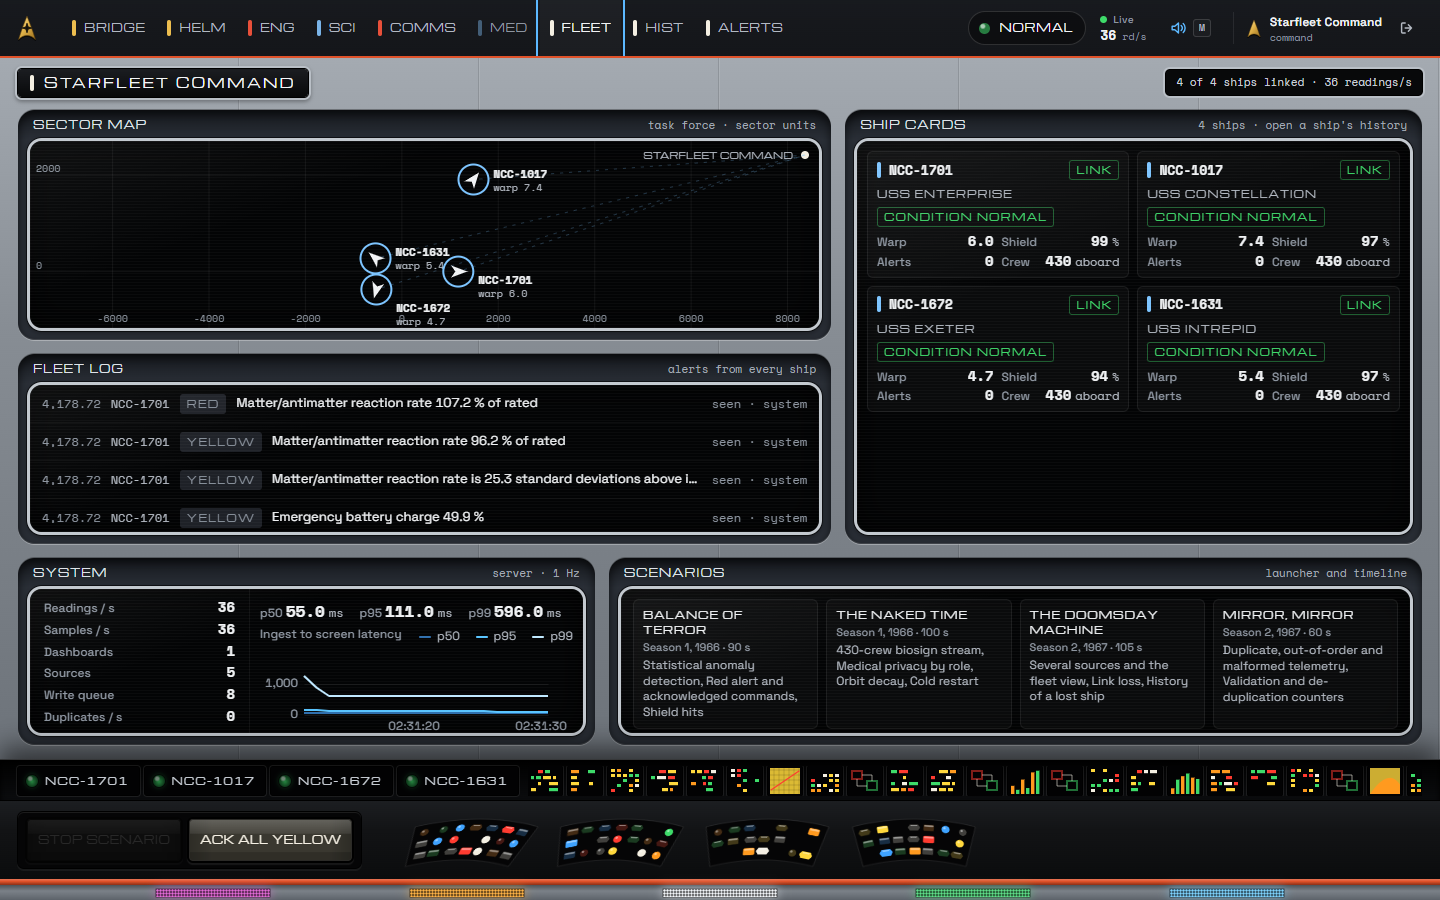 BRIDGE HELM ENG SCI COMMS MED FLEET HIST ALERTS
NORMAL
Live
36 rd/s
M
Starfleet Command
command
STARFLEET COMMAND
4 of 4 ships linked · 36 readings/s
SECTOR MAP
task force · sector units
STARFLEET COMMAND
2000
0
NCC-1017
warp 7.4
NCC-1631
warp 5.4
NCC-1701
warp 6.0
NCC-1672
warp 4.7
-6000 -4000 -2000 0 2000 4000 6000 8000
SHIP CARDS
4 ships · open a ship's history
NCC-1701 LINK
USS ENTERPRISE
CONDITION NORMAL
Warp 6.0 Shield 99 %
Alerts 0 Crew 430 aboard
NCC-1017 LINK
USS CONSTELLATION
CONDITION NORMAL
Warp 7.4 Shield 97 %
Alerts 0 Crew 430 aboard
NCC-1672 LINK
USS EXETER
CONDITION NORMAL
Warp 4.7 Shield 94 %
Alerts 0 Crew 430 aboard
NCC-1631 LINK
USS INTREPID
CONDITION NORMAL
Warp 5.4 Shield 97 %
Alerts 0 Crew 430 aboard
FLEET LOG
alerts from every ship
4,178.72 NCC-1701 RED Matter/antimatter reaction rate 107.2 % of rated seen · system
4,178.72 NCC-1701 YELLOW Matter/antimatter reaction rate 96.2 % of rated seen · system
4,178.72 NCC-1701 YELLOW Matter/antimatter reaction rate is 25.3 standard deviations above i... seen · system
4,178.72 NCC-1701 YELLOW Emergency battery charge 49.9 % seen · system
SYSTEM
server · 1 Hz
Readings / s 36
Samples / s 36
Dashboards 1
Sources 5
Write queue 8
Duplicates / s 0
p50 55.0 ms p95 111.0 ms p99 596.0 ms
Ingest to screen latency p50 p95 p99
1,000
0
02:31:20 02:31:30
SCENARIOS
launcher and timeline
BALANCE OF
TERROR
Season 1, 1966 · 90 s
Statistical anomaly
detection, Red alert and
acknowledged commands,
Shield hits
THE NAKED TIME
Season 1, 1966 · 100 s
430-crew biosign stream,
Medical privacy by role,
Orbit decay, Cold restart
THE DOOMSDAY
MACHINE
Season 2, 1967 · 105 s
Several sources and the
fleet view, Link loss, History
of a lost ship
MIRROR, MIRROR
Season 2, 1967 · 60 s
Duplicate, out-of-order and
malformed telemetry,
Validation and de-
duplication counters
NCC-1701 NCC-1017 NCC-1672 NCC-1631
STOP SCENARIO
ACK ALL YELLOW